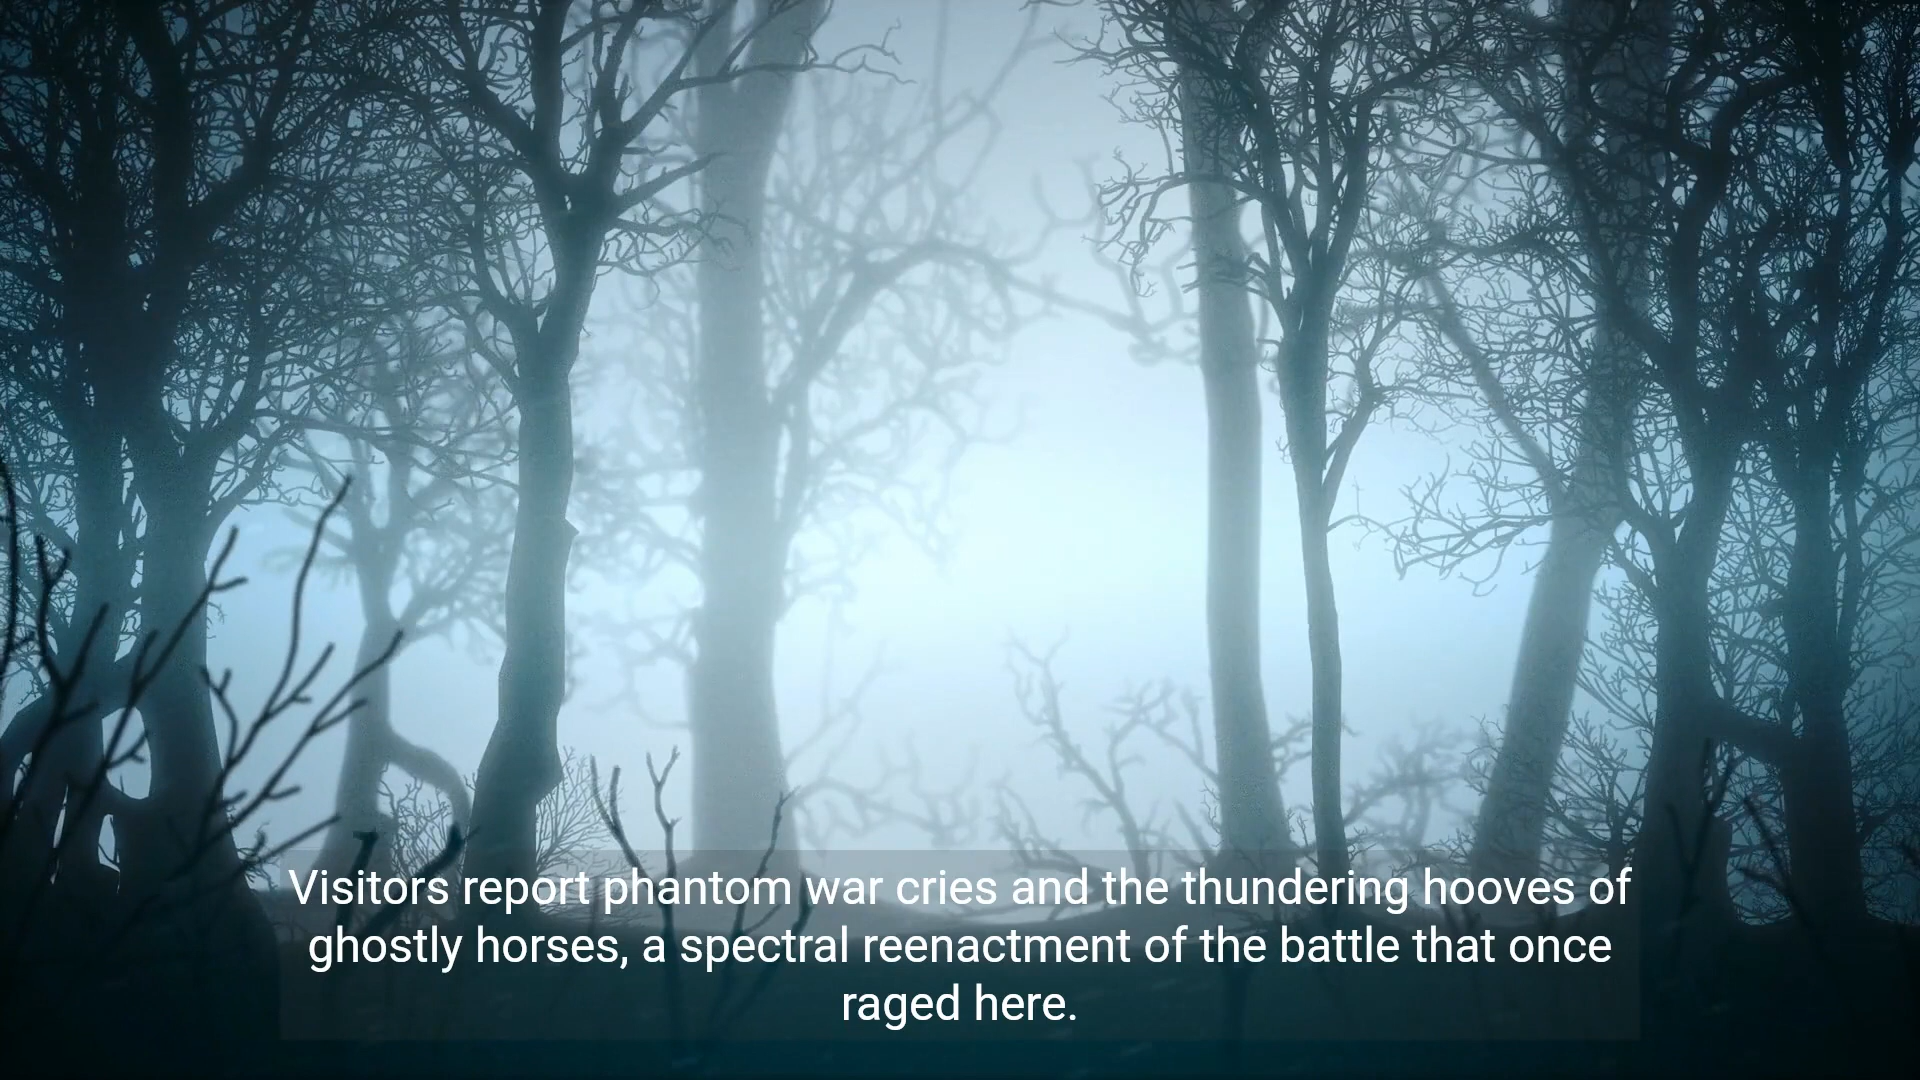 Visitors report phantom war cries and the thundering hooves of
ghostly horses, a spectral reenactment of the battle that once
raged here.